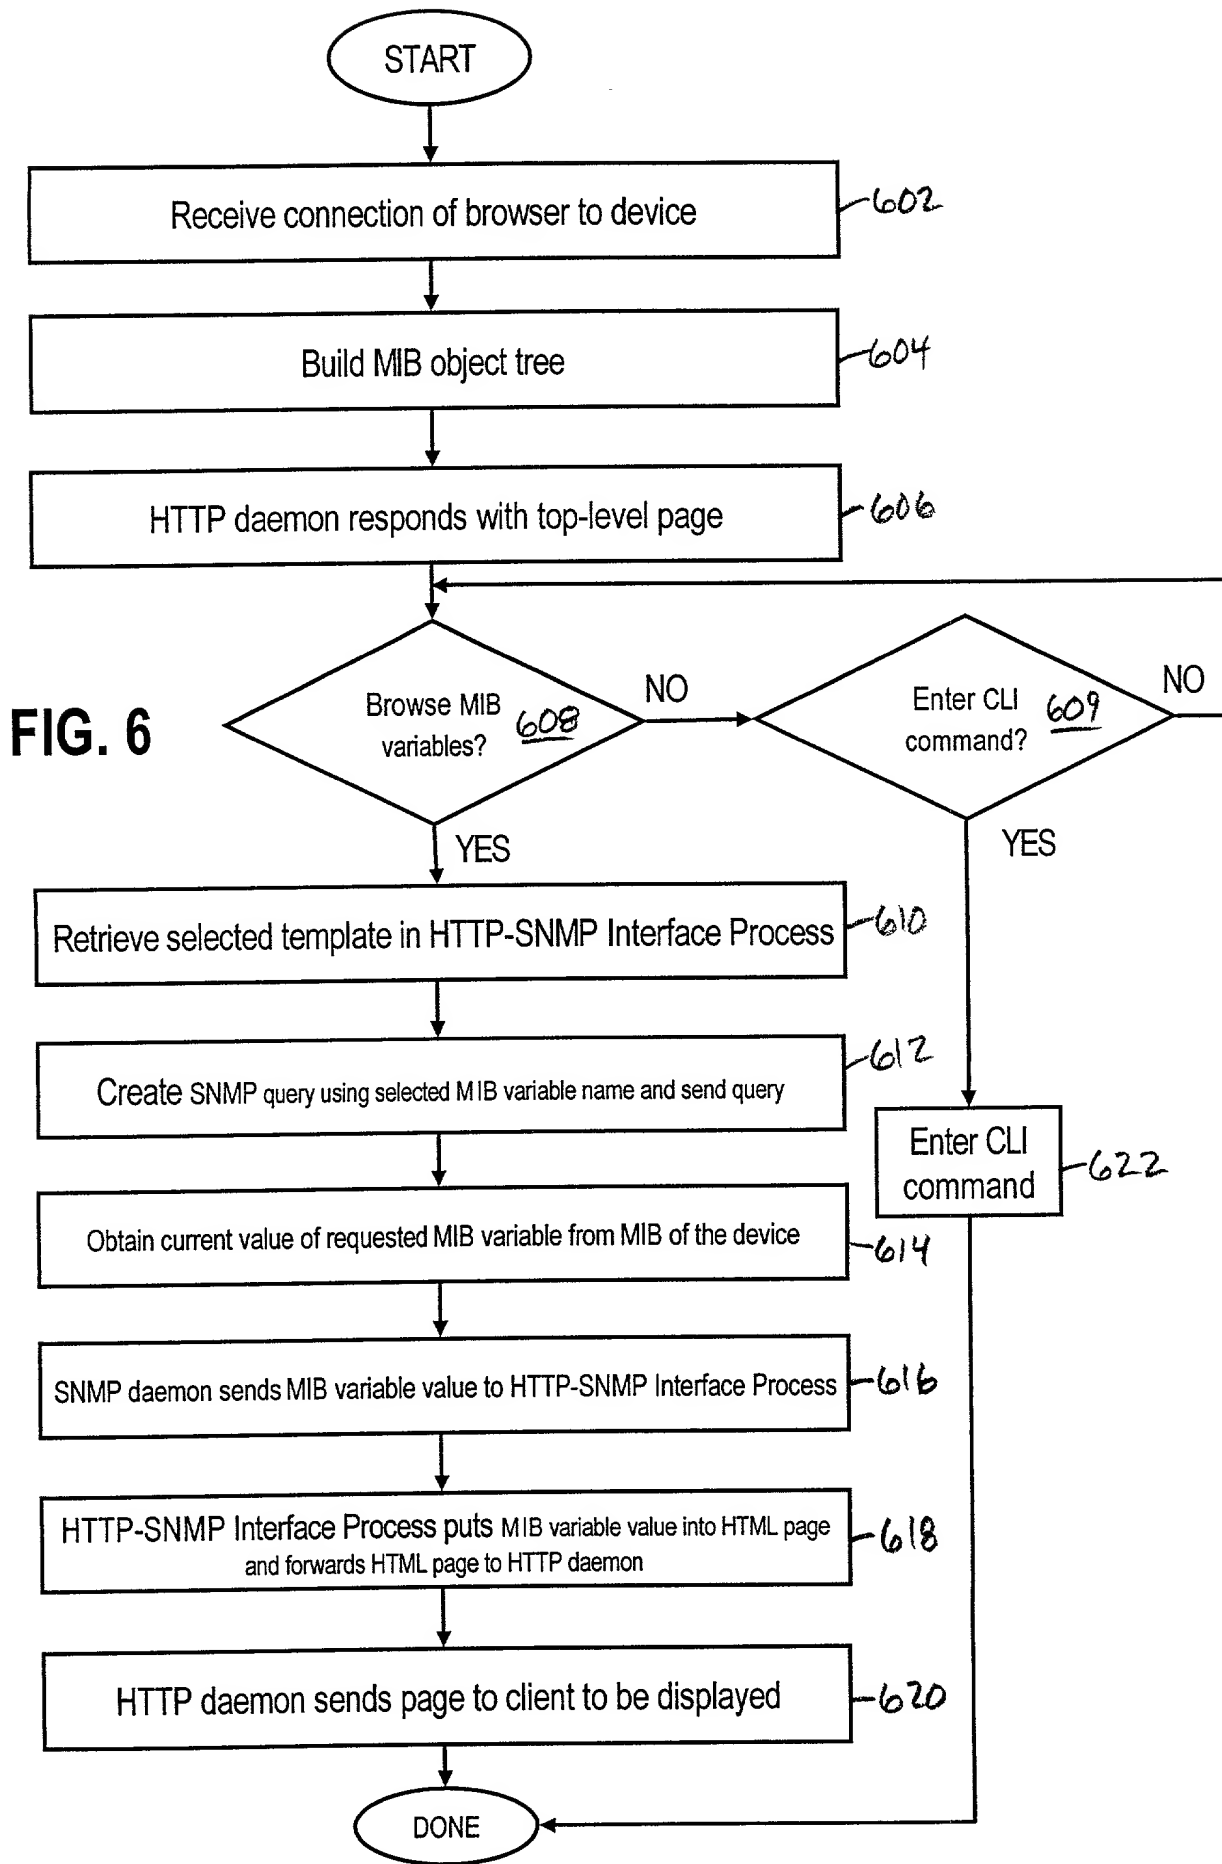 START
Receive connection of browser to device
602
Build MIB object tree
604
HTTP daemon responds with top-level page
606
FIG. 6
Browse MIB
variables?
608
NO
Enter CLI
command?
609
NO
YES
YES
Retrieve selected template in HTTP-SNMP Interface Process
610
Create SNMP query using selected MIB variable name and send query
612
Enter CLI
command
622
Obtain current value of requested MIB variable from MIB of the device
614
SNMP daemon sends MIB variable value to HTTP-SNMP Interface Process
616
HTTP-SNMP Interface Process puts MIB variable value into HTML page
and forwards HTML page to HTTP daemon
618
HTTP daemon sends page to client to be displayed
620
DONE